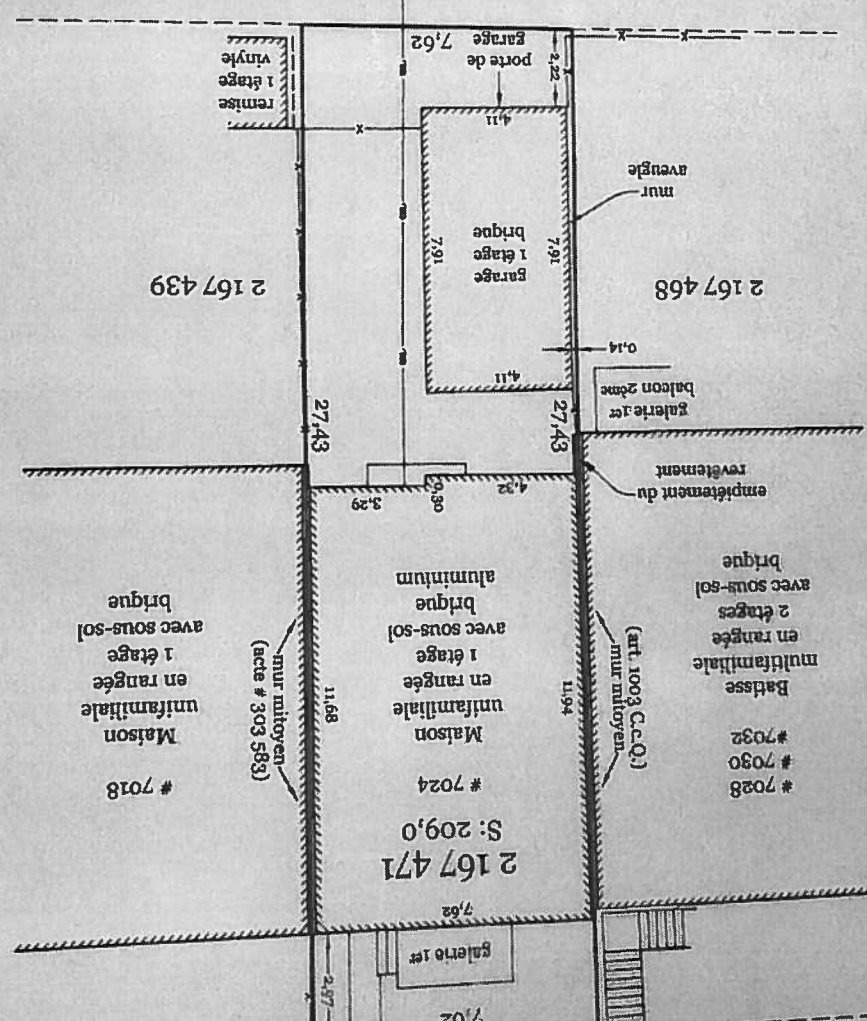 7,02
2,97
galerie 1er
7,62
2 167 471
S: 209,0
# 7024
Maison
unifamiliale
en rangée
1 étage
avec sous-sol
brique
aluminium
11,94
11,68
# 7028
# 7030
#7032
Batisse
multifamiliale
en rangée
2 étages
avec sous-sol
brique
mur mitoyen
(art. 1003 C.c.Q.)
# 7018
Maison
unifamiliale
en rangée
1 étage
avec sous-sol
brique
mur mitoyen
(acte # 303 583)
empiétement du
revêtement
4,32
0,30
3,29
galerie 1er
balcon 2ème
27,43
27,43
0,14
4,11
2 167 468
2 167 439
garage
1 étage
brique
7,91
7,91
mur
aveugle
4,11
remise
1 étage
vinyle
porte de
garage
2,22
7,62